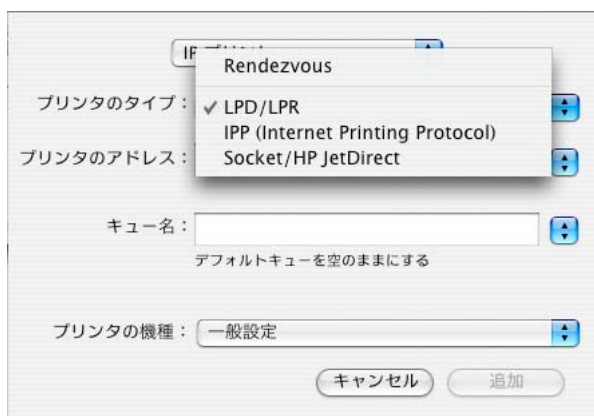 Rendezvous
プリンタのタイプ：
✓ LPD/LPR
IPP (Internet Printing Protocol)
プリンタのアドレス：
Socket/HP JetDirect
キュー名：
デフォルトキューを空のままにする
プリンタの機種：
一般設定
キャンセル
追加